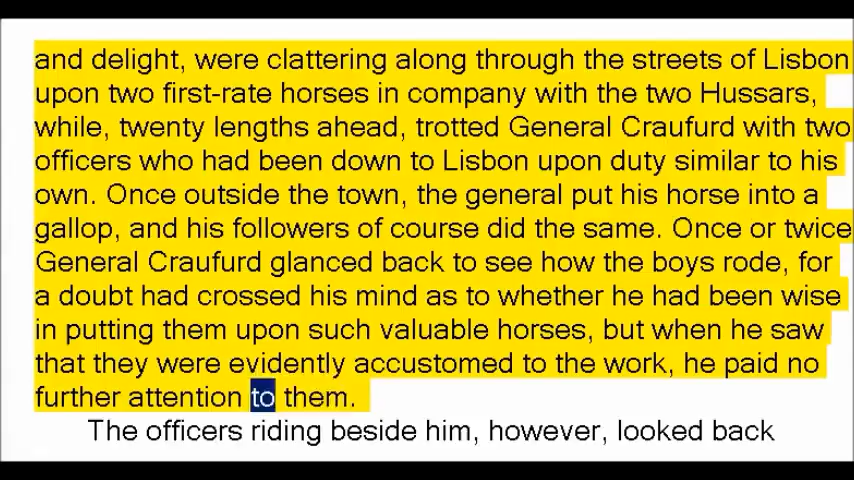 and delight, were clattering along through the streets of Lisbon
upon two first-rate horses in company with the two Hussars,
while, twenty lengths ahead, trotted General Craufurd with two
officers who had been down to Lisbon upon duty similar to his
own. Once outside the town, the general put his horse into a
gallop, and his followers of course did the same. Once or twice
General Craufurd glanced back to see how the boys rode, for
a doubt had crossed his mind as to whether he had been wise
in putting them upon such valuable horses, but when he saw
that they were evidently accustomed to the work, he paid no
further attention to them.
The officers riding beside him, however, looked back